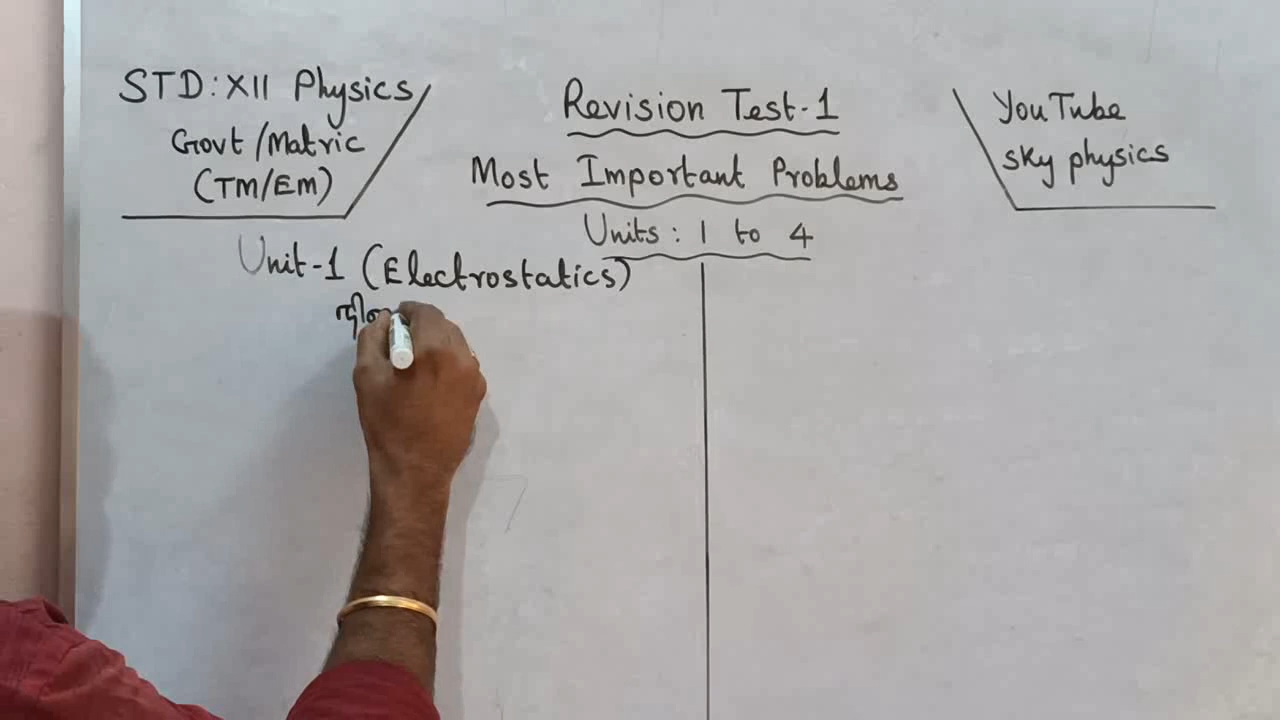 STD: XII Physics
Govt/Matric
(TM/EM)
Revision Test-1
Most Important Problems
Units: 1 to 4
YouTube
sky physics
Unit-1 (Electrostatics)